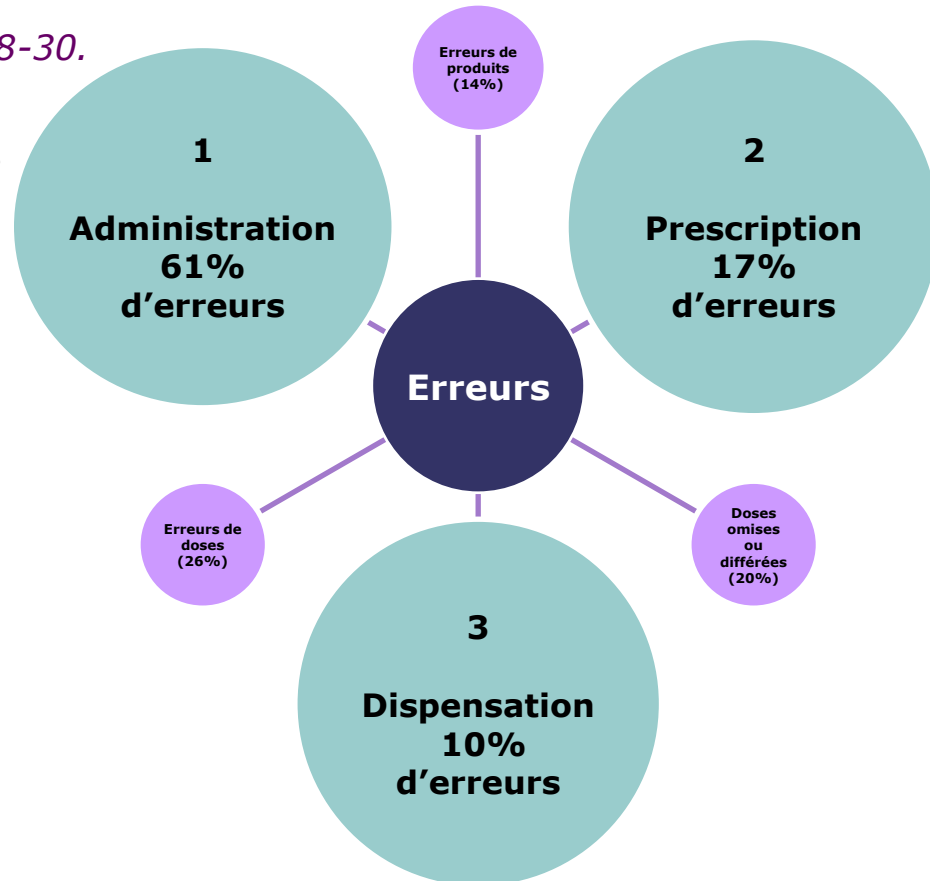 8-30.
Erreurs de
produits
(14%)
1
Administration
61%
d’erreurs
2
Prescription
17%
d’erreurs
Erreurs
Erreurs de
doses
(26%)
Doses
omises
ou
différées
(20%)
3
Dispensation
10%
d’erreurs